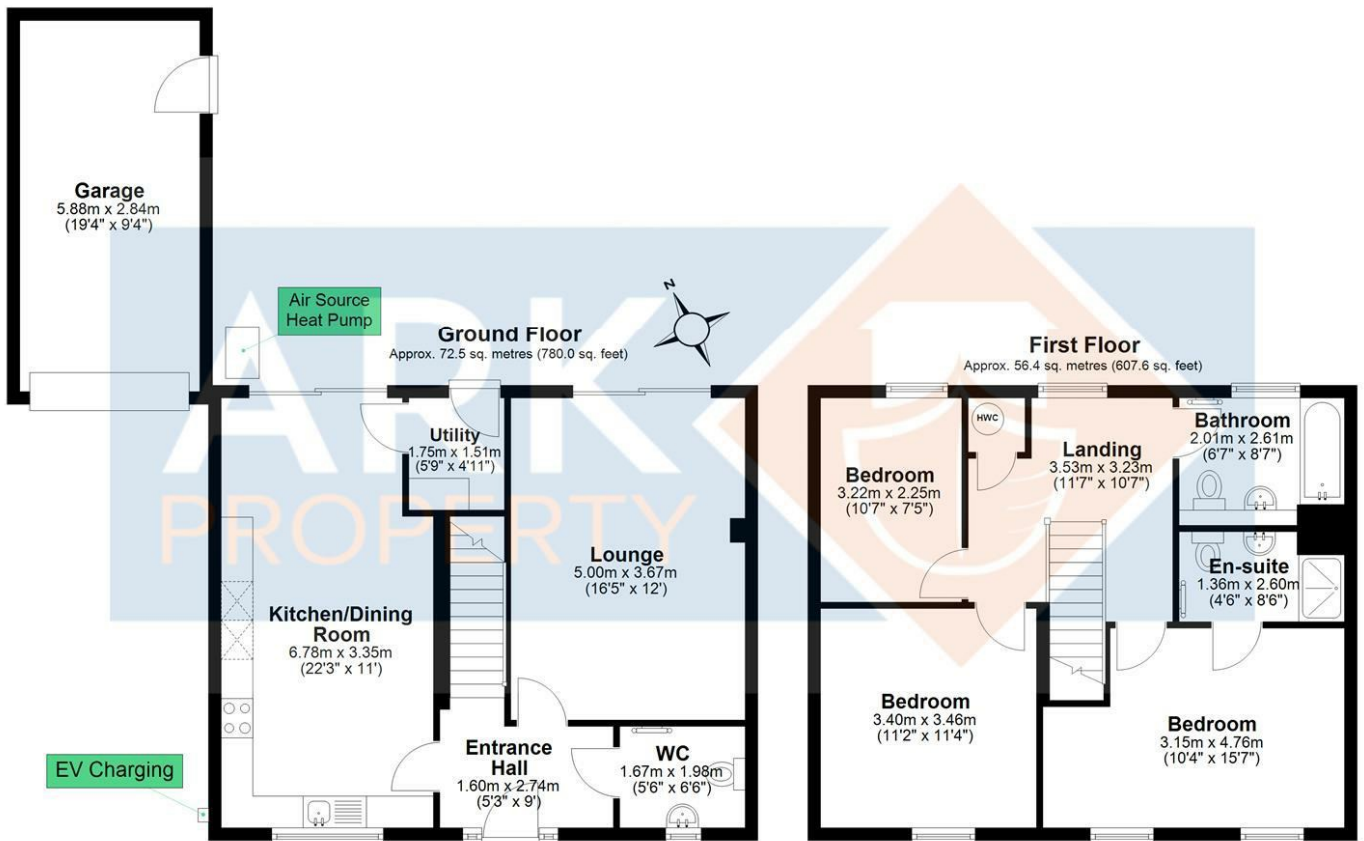 Garage
5.88m x 2.84m
(19'4" x 9'4")
Air Source
Heat Pump
N
Ground Floor
Approx. 72.5 sq. metres (780.0 sq. feet)
Utility
1.75m x 1.51m
(5'9" x 4'11")
Lounge
5.00m x 3.67m
(16'5" x 12')
Kitchen/Dining
Room
6.78m x 3.35m
(22'3" x 11')
Entrance
Hall
1.60m x 2.74m
(5'3" x 9')
WC
1.67m x 1.98m
(5'6" x 6'6")
EV Charging
First Floor
Approx. 56.4 sq. metres (607.6 sq. feet)
HWC
Bathroom
2.01m x 2.61m
(6'7" x 8'7")
Landing
3.53m x 3.23m
(11'7" x 10'7")
Bedroom
3.22m x 2.25m
(10'7" x 7'5")
En-suite
1.36m x 2.60m
(4'6" x 8'6")
Bedroom
3.40m x 3.46m
(11'2" x 11'4")
Bedroom
3.15m x 4.76m
(10'4" x 15'7")
ARK
PROPERTY